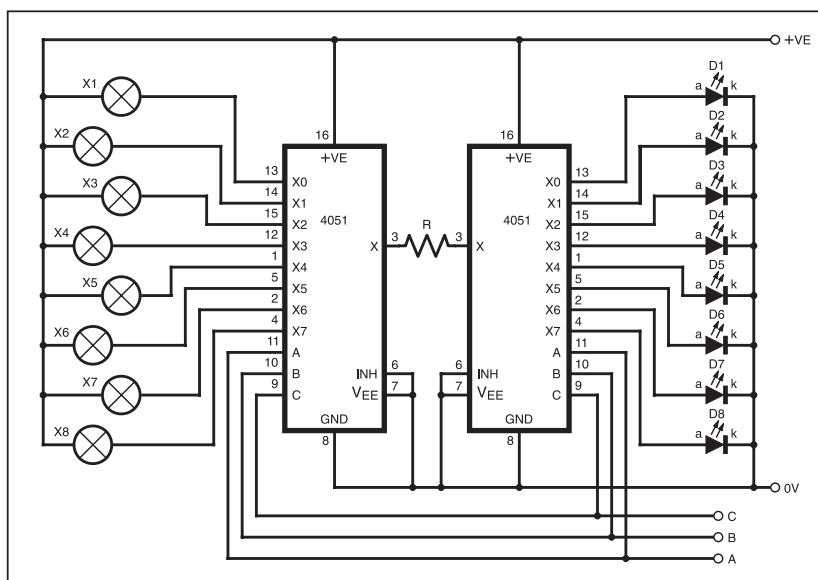 +VE
X1
X2
X3
X4
X5
X6
X7
X8
16
+VE
4051
13 X0
14 X1
15 X2
12 X3
1 X4
5 X5
2 X6
4 X7
11 A
10 B
9 C
X 3
INH 6
VEE 7
GND
8
R
16
+VE
4051
3 X
X0 13
X1 14
X2 15
X3 12
X4 1
X5 5
X6 2
X7 4
A 11
B 10
C 9
6 INH
7 VEE
GND
8
D1
a k
D2
a k
D3
a k
D4
a k
D5
a k
D6
a k
D7
a k
D8
a k
0V
C
B
A